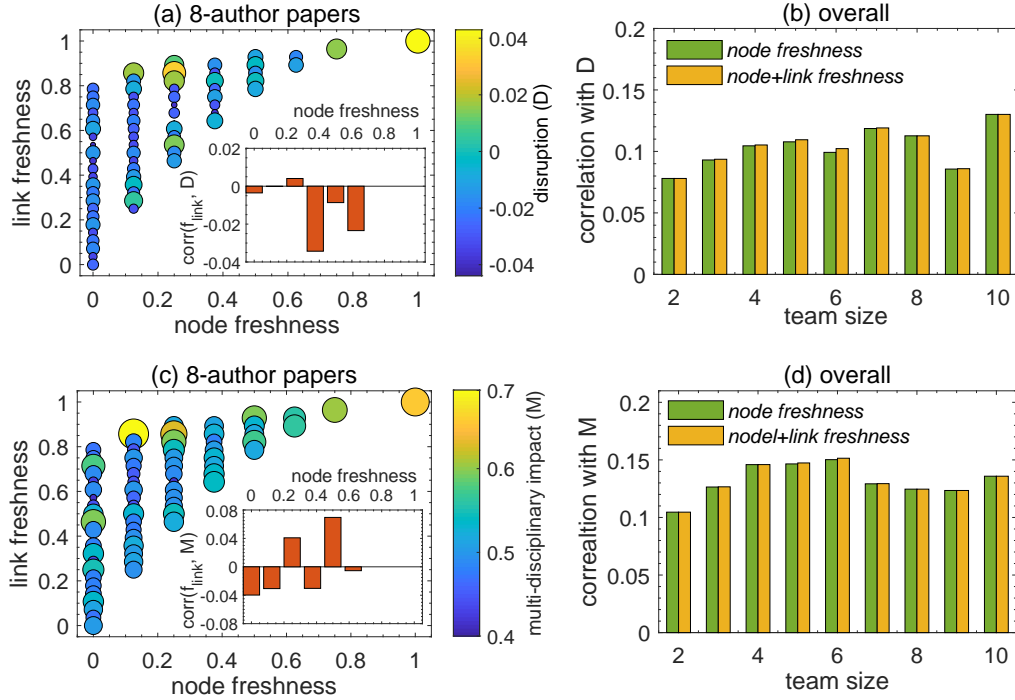 (a) 8-author papers
link freshness
1
0.8
0.6
0.4
0.2
0
0 0.2 0.4 0.6 0.8 1
node freshness
node freshness
0 0.2 0.4 0.6 0.8 1
corr(f_link, D)
0.02
0
-0.02
-0.04
0.04
0.02
0
-0.02
-0.04
disruption (D)
(b) overall
correlation with D
0.2
0.15
0.1
0.05
0
node freshness
node+link freshness
2 4 6 8 10
team size
(c) 8-author papers
link freshness
1
0.8
0.6
0.4
0.2
0
0 0.2 0.4 0.6 0.8 1
node freshness
node freshness
0 0.2 0.4 0.6 0.8 1
corr(f_link, M)
0.08
0.04
0
-0.04
-0.08
0.7
0.6
0.5
0.4
multi-disciplinary impact (M)
(d) overall
correaltion with M
0.2
0.15
0.1
0.05
0
node freshness
nodel+link freshness
2 4 6 8 10
team size